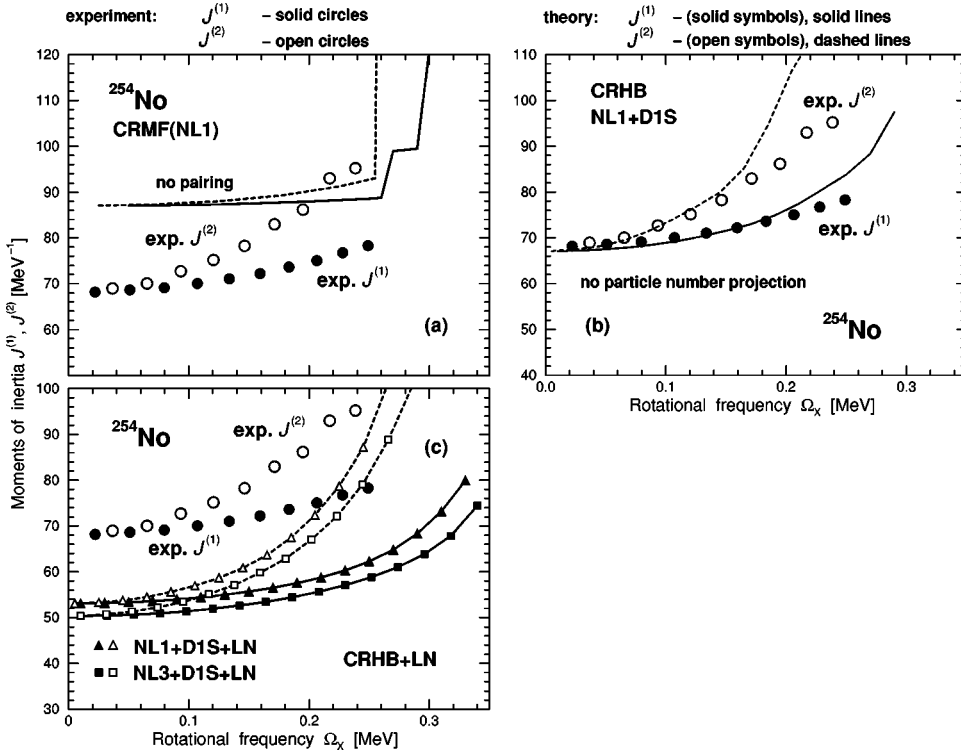 experiment: J(1) – solid circles
J(2) – open circles
theory: J(1) – (solid symbols), solid lines
J(2) – (open symbols), dashed lines
120
110
100
90
80
70
60
254No
CRMF(NL1)
no pairing
exp. J(2)
exp. J(1)
(a)
120
110
100
90
80
70
60
50
40
CRHB
NL1+D1S
exp. J(2)
exp. J(1)
no particle number projection
(b)
254No
0.0 0.1 0.2 0.3
Rotational frequency Ωx [MeV]
Moments of inertia J(1), J(2) [MeV−1]
100
90
80
70
60
50
40
30
254No
exp. J(2)
(c)
exp. J(1)
NL1+D1S+LN
NL3+D1S+LN
CRHB+LN
0 0.1 0.2 0.3
Rotational frequency Ωx [MeV]